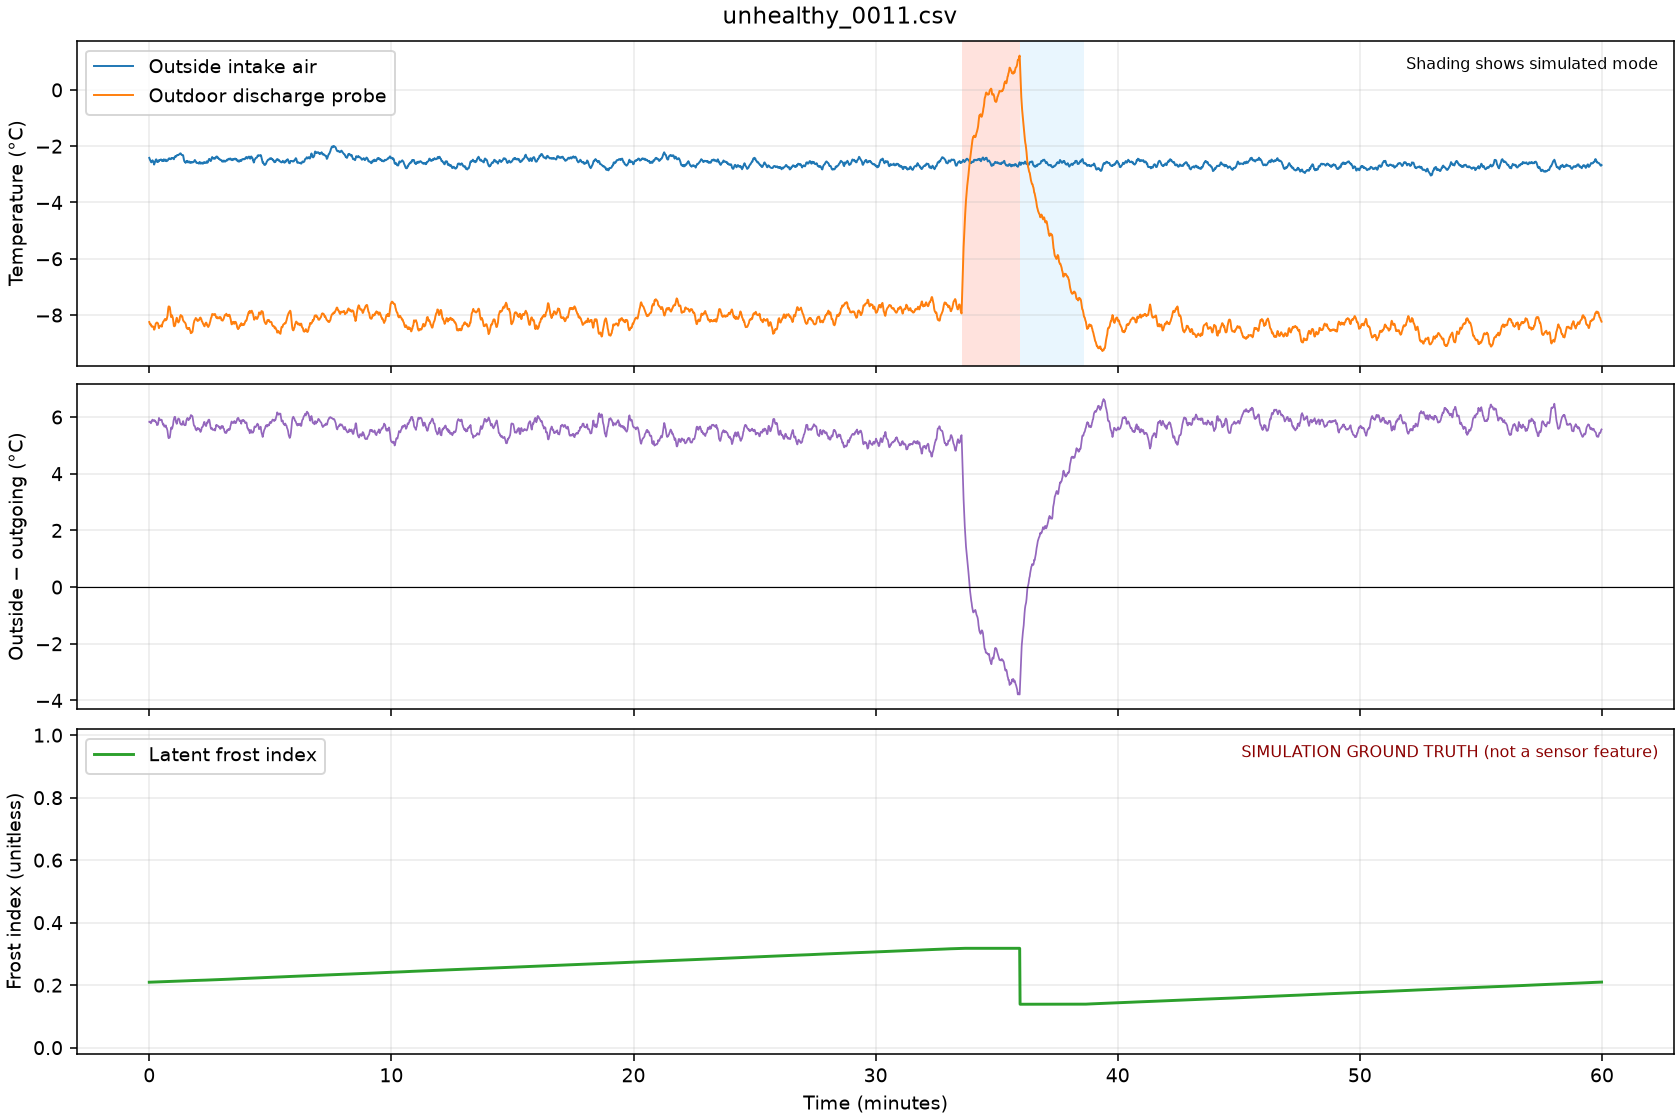 unhealthy_0011.csv
Outside intake air
Outdoor discharge probe
Shading shows simulated mode
Temperature (°C)
0
−2
−4
−6
−8
Outside − outgoing (°C)
6
4
2
0
−2
−4
Latent frost index
SIMULATION GROUND TRUTH (not a sensor feature)
Frost index (unitless)
1.0
0.8
0.6
0.4
0.2
0.0
0 10 20 30 40 50 60
Time (minutes)